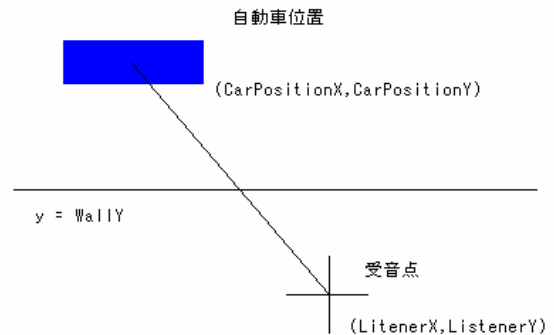 自動車位置
(CarPositionX,CarPositionY)
y = WallY
受音点
(LitenerX,ListenerY)